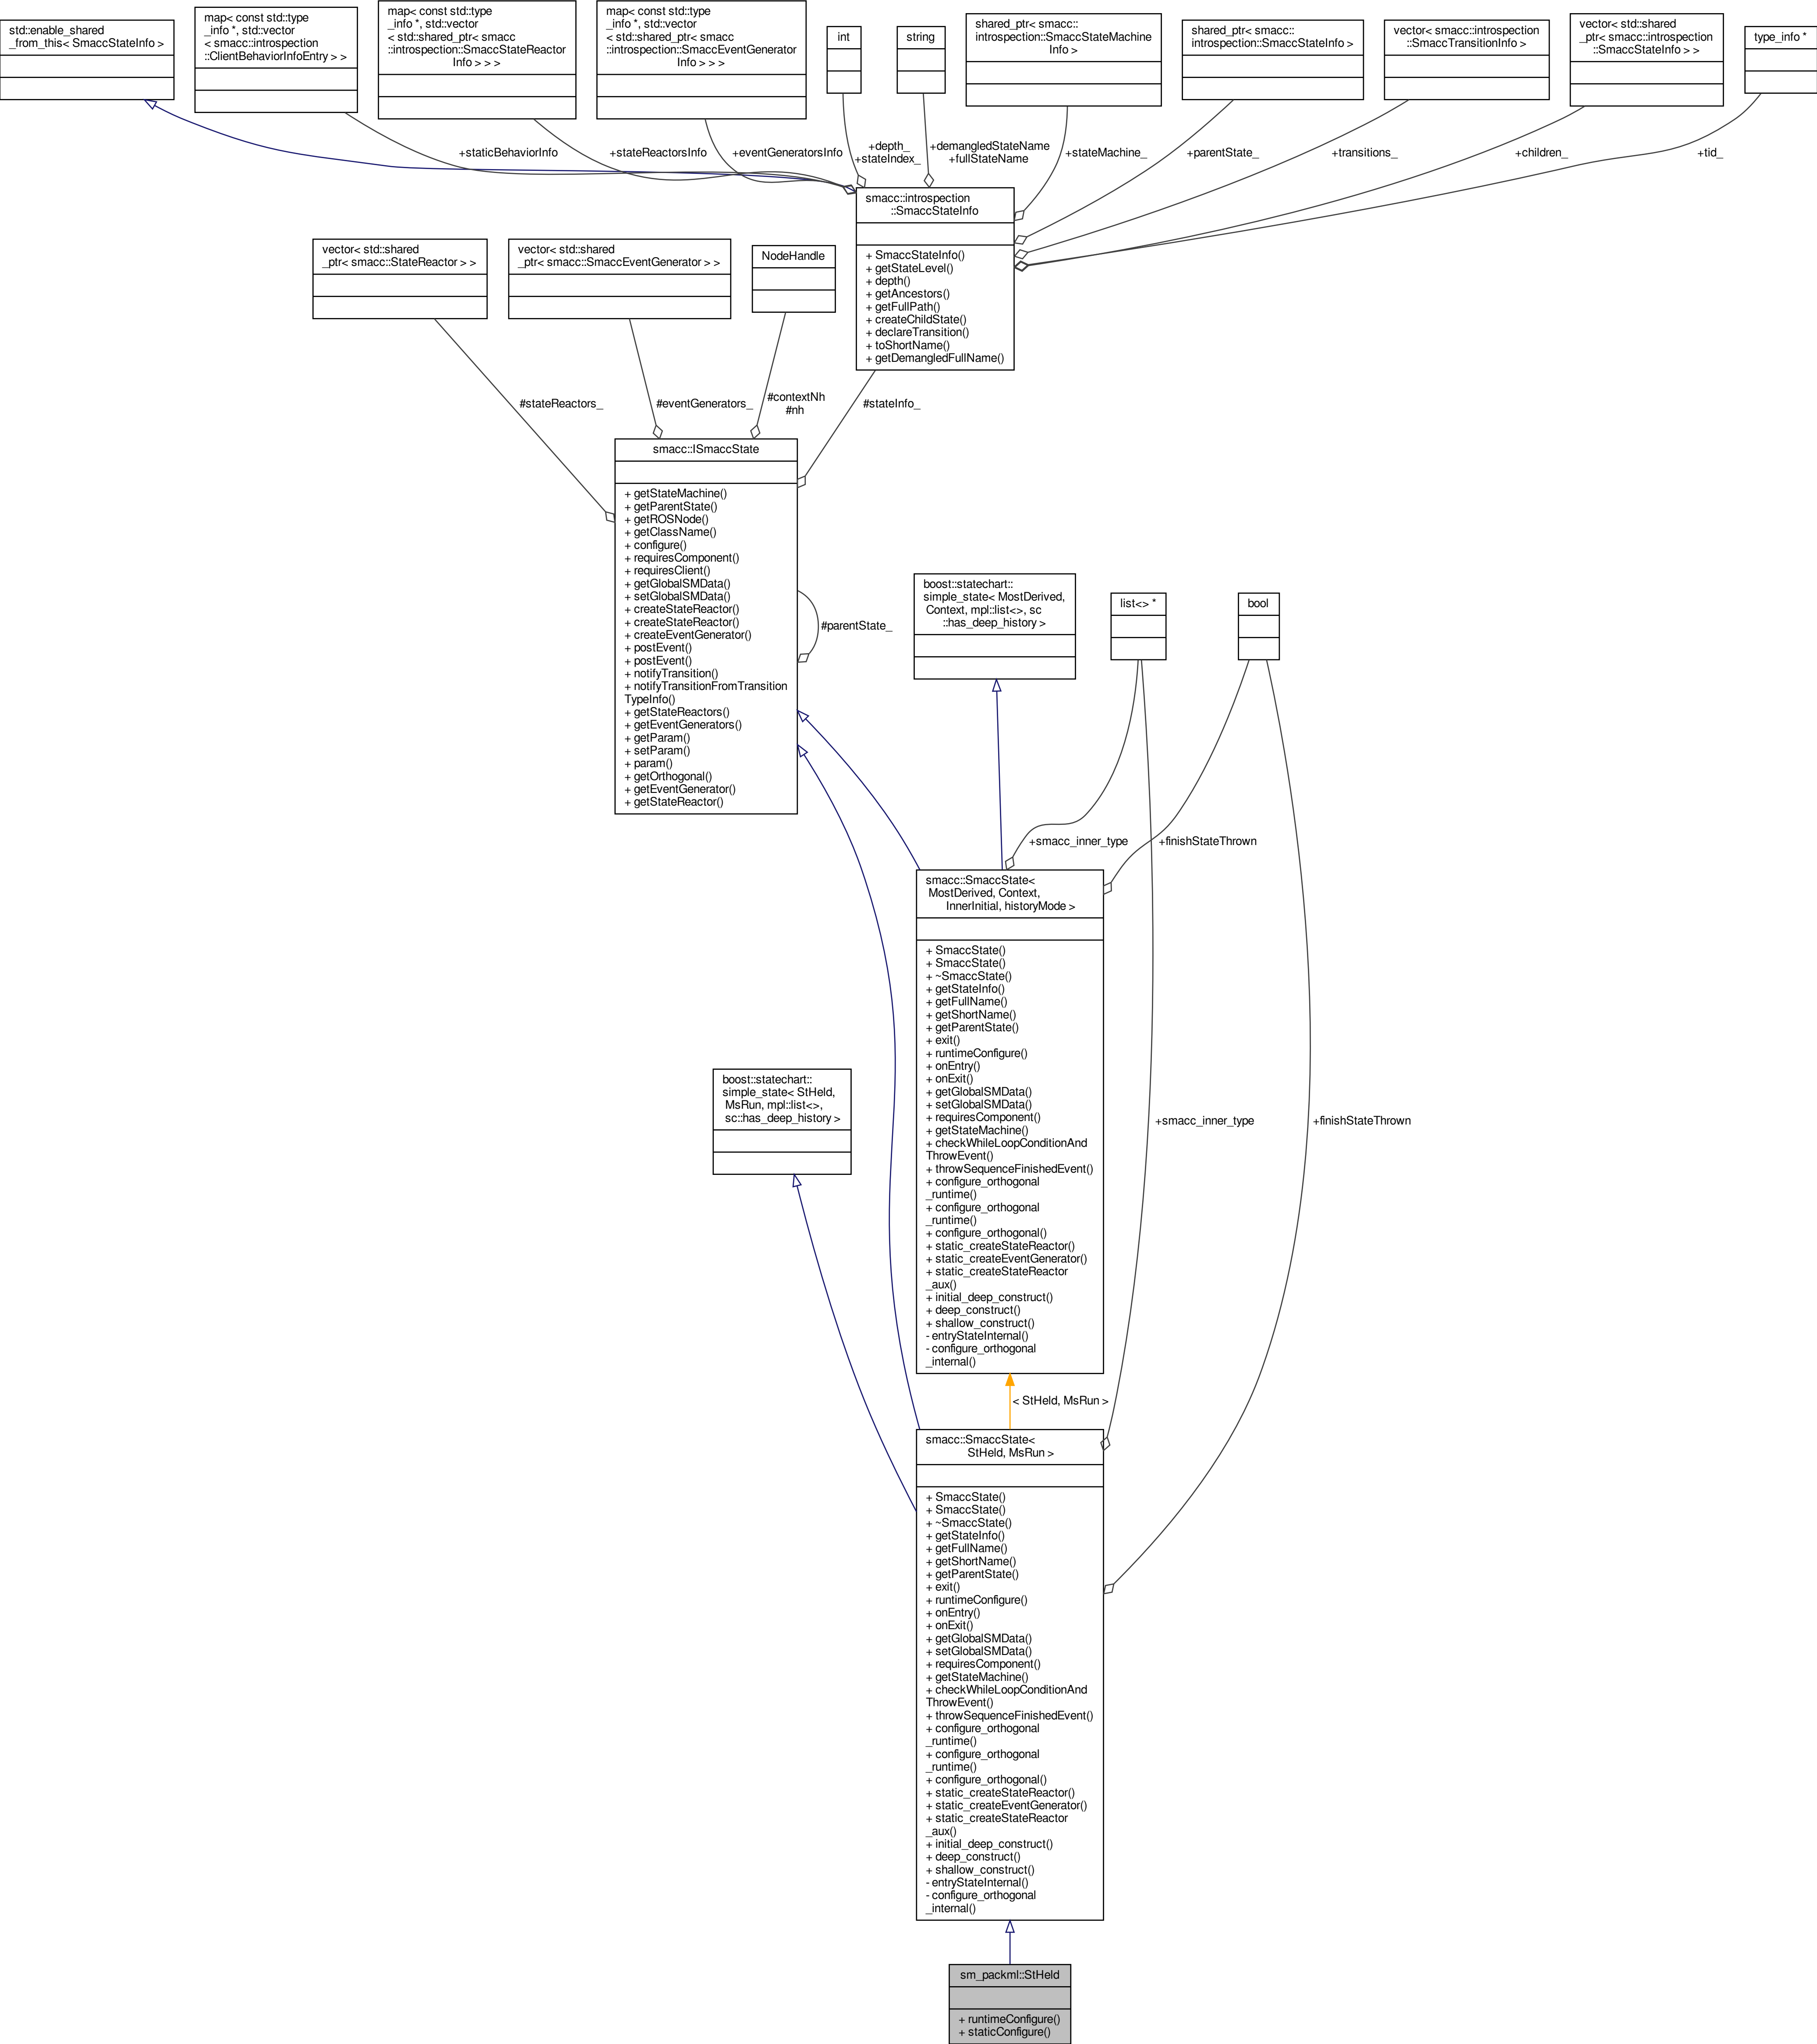 std::enable_shared
_from_this< SmaccStateInfo >
map< const std::type
_info *, std::vector
< smacc::introspection
::ClientBehaviorInfoEntry > >
map< const std::type
_info *, std::vector
< std::shared_ptr< smacc
::introspection::SmaccStateReactor
Info > > >
map< const std::type
_info *, std::vector
< std::shared_ptr< smacc
::introspection::SmaccEventGenerator
Info > > >
int
string
shared_ptr< smacc::
introspection::SmaccStateMachine
Info >
shared_ptr< smacc::
introspection::SmaccStateInfo >
vector< smacc::introspection
::SmaccTransitionInfo >
vector< std::shared
_ptr< smacc::introspection
::SmaccStateInfo > >
type_info *
+staticBehaviorInfo
+stateReactorsInfo
+eventGeneratorsInfo
+depth_
+stateIndex_
+demangledStateName
+fullStateName
+stateMachine_
+parentState_
+transitions_
+children_
+tid_
smacc::introspection
::SmaccStateInfo
+ SmaccStateInfo()
+ getStateLevel()
+ depth()
+ getAncestors()
+ getFullPath()
+ createChildState()
+ declareTransition()
+ toShortName()
+ getDemangledFullName()
vector< std::shared
_ptr< smacc::StateReactor > >
vector< std::shared
_ptr< smacc::SmaccEventGenerator > >
NodeHandle
#stateReactors_
#eventGenerators_
#contextNh
#nh
#stateInfo_
smacc::ISmaccState
+ getStateMachine()
+ getParentState()
+ getROSNode()
+ getClassName()
+ configure()
+ requiresComponent()
+ requiresClient()
+ getGlobalSMData()
+ setGlobalSMData()
+ createStateReactor()
+ createStateReactor()
+ createEventGenerator()
+ postEvent()
+ postEvent()
+ notifyTransition()
+ notifyTransitionFromTransition
TypeInfo()
+ getStateReactors()
+ getEventGenerators()
+ getParam()
+ setParam()
+ param()
+ getOrthogonal()
+ getEventGenerator()
+ getStateReactor()
#parentState_
boost::statechart::
simple_state< MostDerived,
Context, mpl::list<>, sc
::has_deep_history >
list<> *
bool
+smacc_inner_type
+finishStateThrown
smacc::SmaccState<
MostDerived, Context,
InnerInitial, historyMode >
+ SmaccState()
+ SmaccState()
+ ~SmaccState()
+ getStateInfo()
+ getFullName()
+ getShortName()
+ getParentState()
+ exit()
+ runtimeConfigure()
+ onEntry()
+ onExit()
+ getGlobalSMData()
+ setGlobalSMData()
+ requiresComponent()
+ getStateMachine()
+ checkWhileLoopConditionAnd
ThrowEvent()
+ throwSequenceFinishedEvent()
+ configure_orthogonal
_runtime()
+ configure_orthogonal
_runtime()
+ configure_orthogonal()
+ static_createStateReactor()
+ static_createEventGenerator()
+ static_createStateReactor
_aux()
+ initial_deep_construct()
+ deep_construct()
+ shallow_construct()
- entryStateInternal()
- configure_orthogonal
_internal()
boost::statechart::
simple_state< StHeld,
MsRun, mpl::list<>,
sc::has_deep_history >
+smacc_inner_type
+finishStateThrown
< StHeld, MsRun >
smacc::SmaccState<
StHeld, MsRun >
+ SmaccState()
+ SmaccState()
+ ~SmaccState()
+ getStateInfo()
+ getFullName()
+ getShortName()
+ getParentState()
+ exit()
+ runtimeConfigure()
+ onEntry()
+ onExit()
+ getGlobalSMData()
+ setGlobalSMData()
+ requiresComponent()
+ getStateMachine()
+ checkWhileLoopConditionAnd
ThrowEvent()
+ throwSequenceFinishedEvent()
+ configure_orthogonal
_runtime()
+ configure_orthogonal
_runtime()
+ configure_orthogonal()
+ static_createStateReactor()
+ static_createEventGenerator()
+ static_createStateReactor
_aux()
+ initial_deep_construct()
+ deep_construct()
+ shallow_construct()
- entryStateInternal()
- configure_orthogonal
_internal()
sm_packml::StHeld
+ runtimeConfigure()
+ staticConfigure()